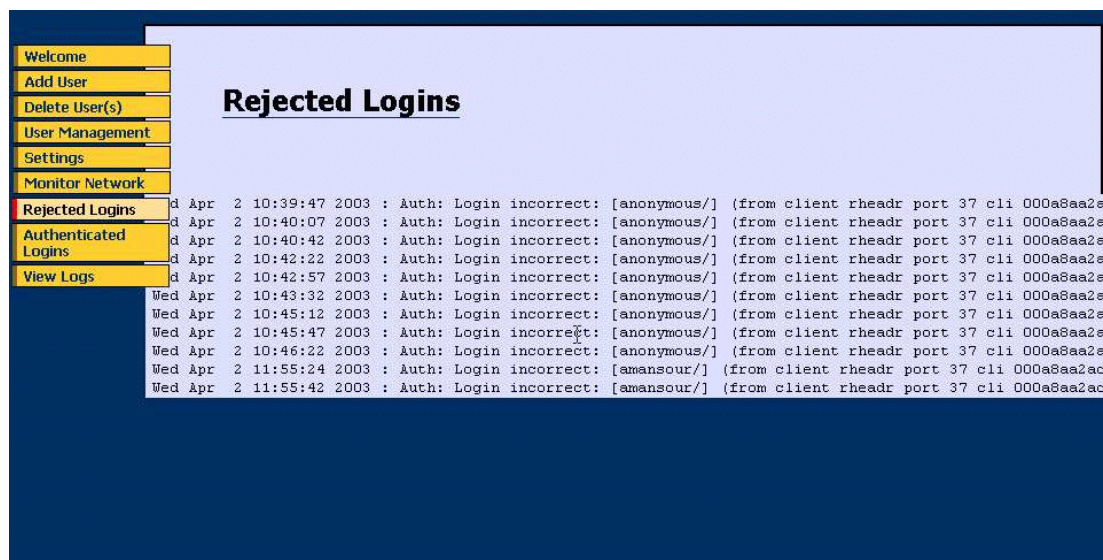 Welcome
Add User
Delete User(s)
User Management
Settings
Monitor Network
Rejected Logins
Authenticated
Logins
View Logs
Rejected Logins
d Apr  2 10:39:47 2003 : Auth: Login incorrect: [anonymous/] (from client rheadr port 37 cli 000a8aa2a
d Apr  2 10:40:07 2003 : Auth: Login incorrect: [anonymous/] (from client rheadr port 37 cli 000a8aa2a
d Apr  2 10:40:42 2003 : Auth: Login incorrect: [anonymous/] (from client rheadr port 37 cli 000a8aa2a
d Apr  2 10:42:22 2003 : Auth: Login incorrect: [anonymous/] (from client rheadr port 37 cli 000a8aa2a
d Apr  2 10:42:57 2003 : Auth: Login incorrect: [anonymous/] (from client rheadr port 37 cli 000a8aa2a
Wed Apr  2 10:43:32 2003 : Auth: Login incorrect: [anonymous/] (from client rheadr port 37 cli 000a8aa2a
Wed Apr  2 10:45:12 2003 : Auth: Login incorrect: [anonymous/] (from client rheadr port 37 cli 000a8aa2a
Wed Apr  2 10:45:47 2003 : Auth: Login incorrect: [anonymous/] (from client rheadr port 37 cli 000a8aa2a
Wed Apr  2 10:46:22 2003 : Auth: Login incorrect: [anonymous/] (from client rheadr port 37 cli 000a8aa2a
Wed Apr  2 11:55:24 2003 : Auth: Login incorrect: [amansour/] (from client rheadr port 37 cli 000a8aa2ad
Wed Apr  2 11:55:42 2003 : Auth: Login incorrect: [amansour/] (from client rheadr port 37 cli 000a8aa2ad